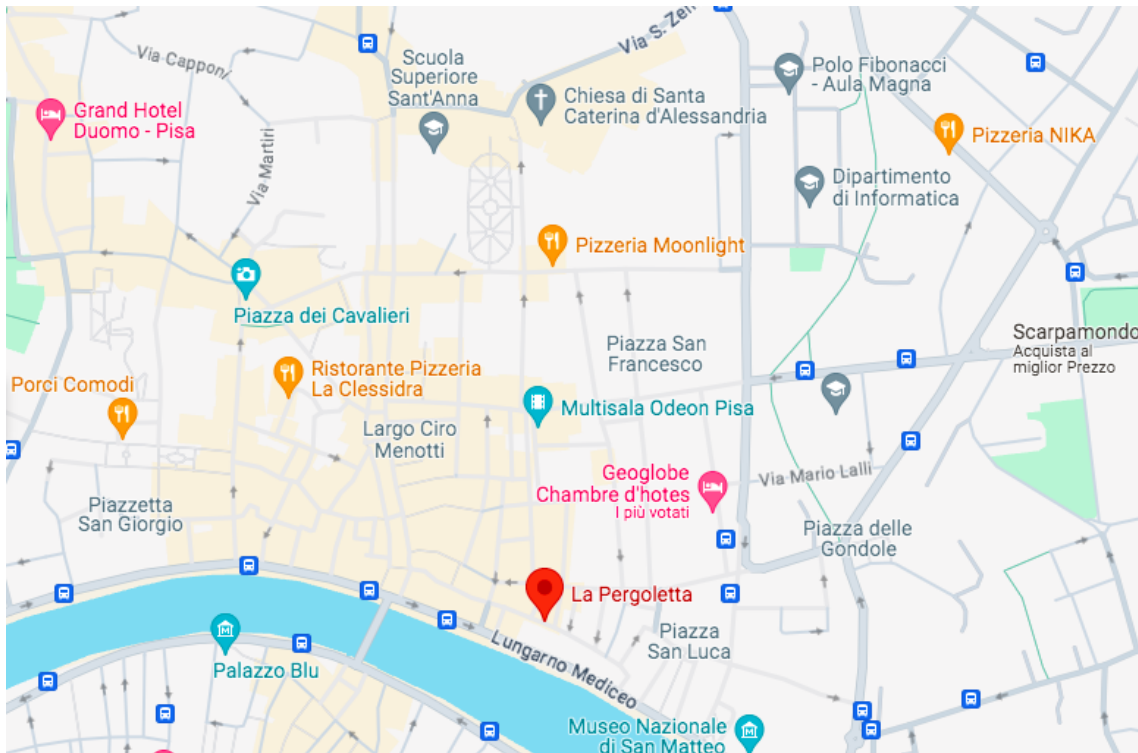 Via Cappon/
Scuola
Superiore
Sant'Anna
Via S. Zen
Polo Fibonacci
- Aula Magna
Grand Hotel
Duomo - Pisa
Chiesa di Santa
Caterina d'Alessandria
Pizzeria NIKA
Via Martiri
Dipartimento
di Informatica
Pizzeria Moonlight
Piazza dei Cavalieri
Piazza San
Francesco
Scarpamondo
Acquista al
miglior Prezzo
Porci Comodi
Ristorante Pizzeria
La Clessidra
Multisala Odeon Pisa
Largo Ciro
Menotti
Geoglobe
Chambre d'hotes
I più votati
Via Mario Lalli
Piazzetta
San Giorgio
Piazza delle
Gondole
La Pergoletta
Piazza
San Luca
Lungarno Mediceo
Palazzo Blu
M
Museo Nazionale
di San Matteo
M